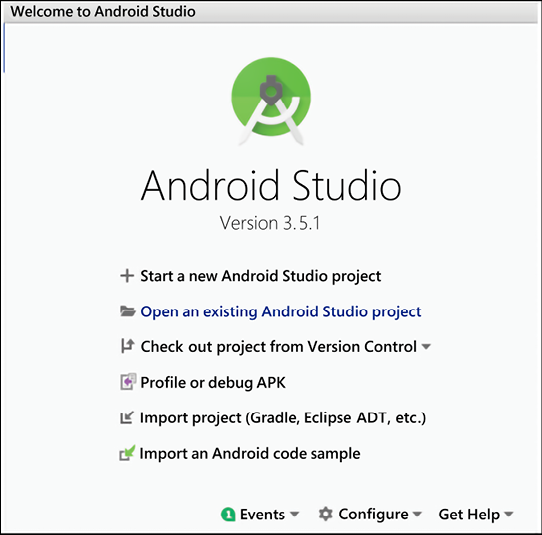 Welcome to Android Studio
Android Studio
Version 3.5.1
Start a new Android Studio project
Open an existing Android Studio project
Check out project from Version Control
Profile or debug APK
Import project (Gradle, Eclipse ADT, etc.)
Import an Android code sample
1 Events Configure Get Help